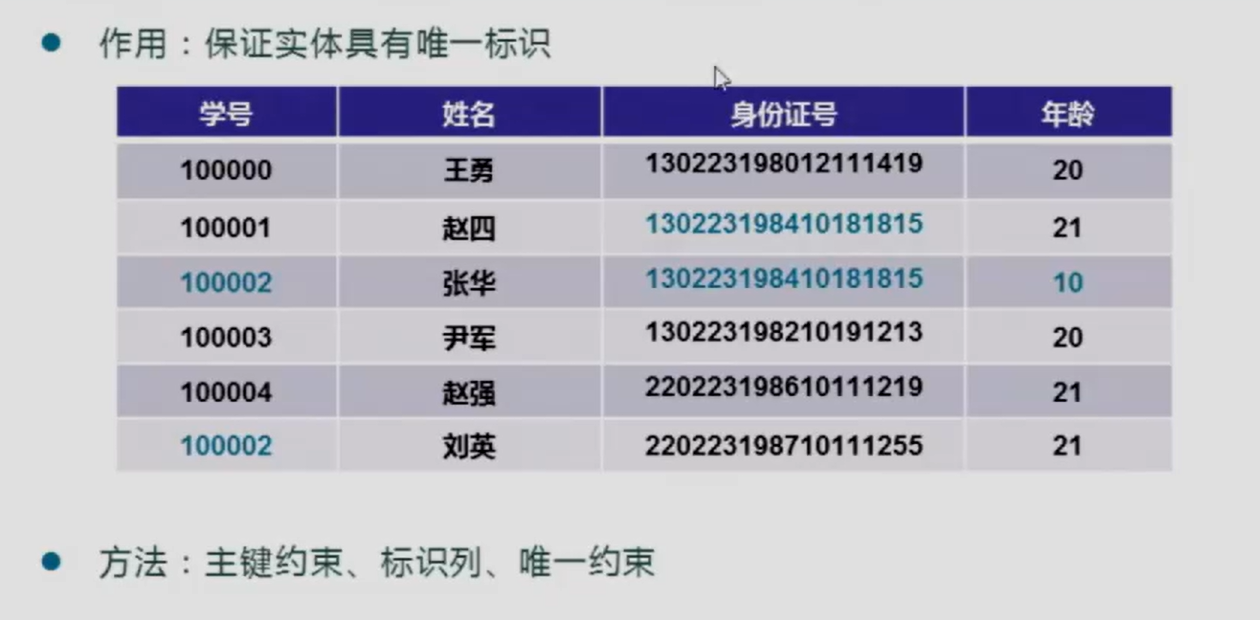 作用：保证实体具有唯一标识
学号 姓名 身份证号 年龄
100000 王勇 130223198012111419 20
100001 赵四 130223198410181815 21
100002 张华 130223198410181815 10
100003 尹军 130223198210191213 20
100004 赵强 220223198610111219 21
100002 刘英 220223198710111255 21
方法：主键约束、标识列、唯一约束